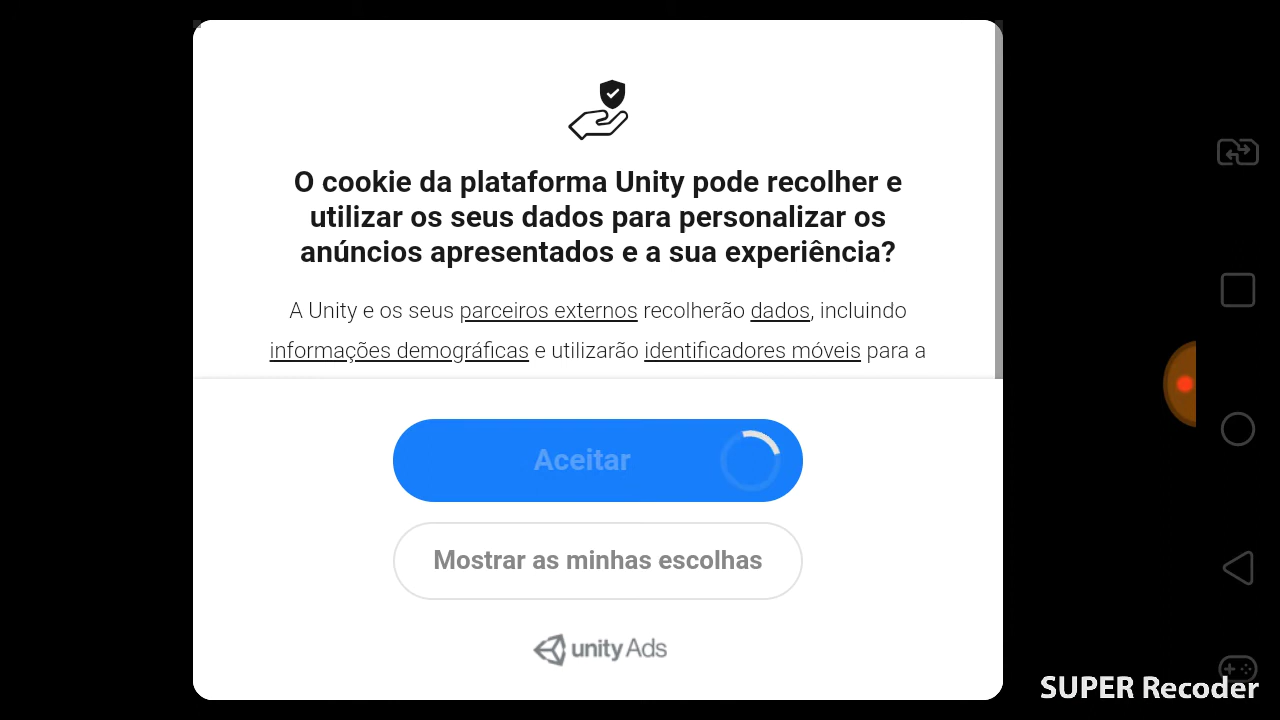 O cookie da plataforma Unity pode recolher e
utilizar os seus dados para personalizar os
anúncios apresentados e a sua experiência?
A Unity e os seus parceiros externos recolherão dados, incluindo
informações demográficas e utilizarão identificadores móveis para a
Aceitar
Mostrar as minhas escolhas
unity Ads
SUPER Recoder